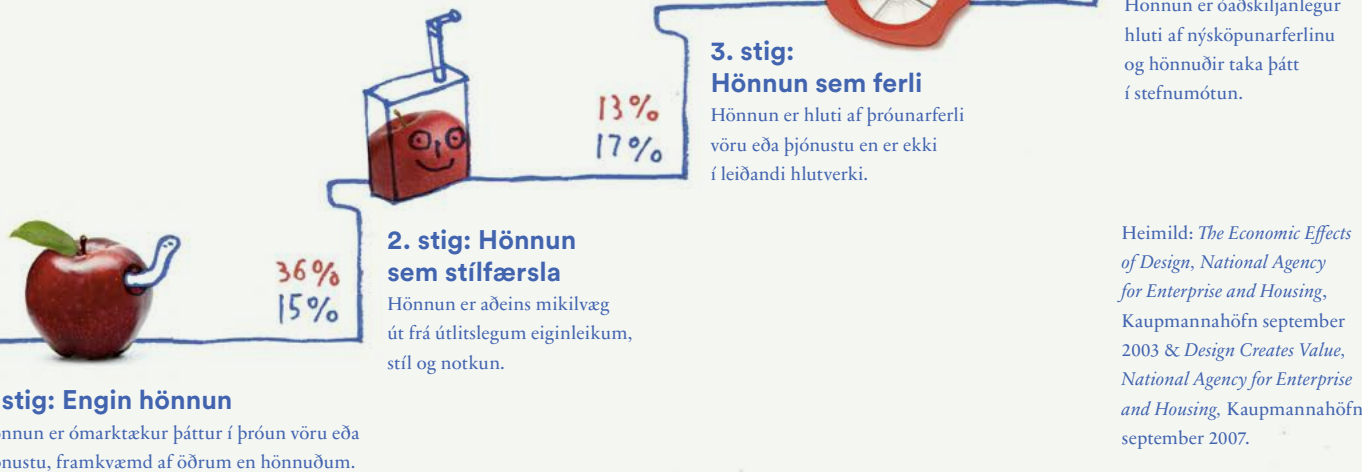 Hönnun er óaðskiljanlegur
hluti af nýsköpunarferlinu
og hönnuðir taka þátt
í stefnumótun.
3. stig:
Hönnun sem ferli
Hönnun er hluti af þróunarferli
vöru eða þjónustu en er ekki
í leiðandi hlutverki.
13%
17%
2. stig: Hönnun
sem stílfærsla
Hönnun er aðeins mikilvæg
út frá útlitslegum eiginleikum,
stíl og notkun.
36%
15%
stig: Engin hönnun
er ómarktækur þáttur í þróun vöru eða
framkvæmd af öðrum en hönnuðum.
Heimild: The Economic Effects
of Design, National Agency
for Enterprise and Housing,
Kaupmannahöfn september
2003 & Design Creates Value,
National Agency for Enterprise
and Housing, Kaupmannahöfn
september 2007.